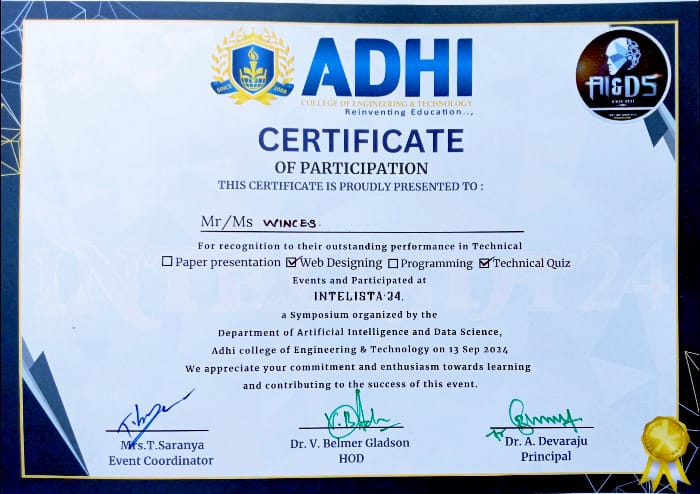 SINCE 2008
ADHI
COLLEGE OF ENGINEERING & TECHNOLOGY
Reinventing Education..,
AI&DS
SINCE 2021
CERTIFICATE
OF PARTICIPATION
THIS CERTIFICATE IS PROUDLY PRESENTED TO :
Mr/Ms WINCES.
For recognition to their outstanding performance in Technical
Paper presentation Web Designing Programming Technical Quiz
Events and Participated at
INTELISTA'24,
a Symposium organized by the
Department of Artificial Intelligence and Data Science,
Adhi college of Engineering & Technology on 13 Sep 2024
We appreciate your commitment and enthusiasm towards learning
and contributing to the success of this event.
Mrs.T.Saranya
Event Coordinator
Dr. V. Belmer Gladson
HOD
Dr. A. Devaraju
Principal